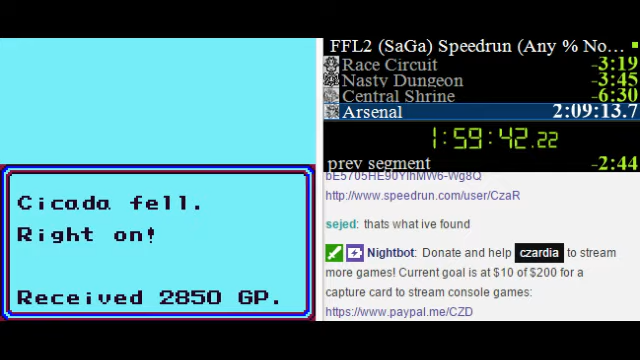 Cicada fell.
Right on!
Received 2850 GP.
FFL2 (SaGa) Speedrun (Any % No...
Race Circuit -3:19
Nasty Dungeon -3:45
Central Shrine -6:30
Arsenal 2:09:13.7
1:59:42.22
prev segment -2:44
http://www.speedrun.com/user/CzaR
sejed: thats what ive found
Nightbot: Donate and help czardia to stream
more games! Current goal is at $10 of $200 for a
capture card to stream console games:
https://www.paypal.me/CZD